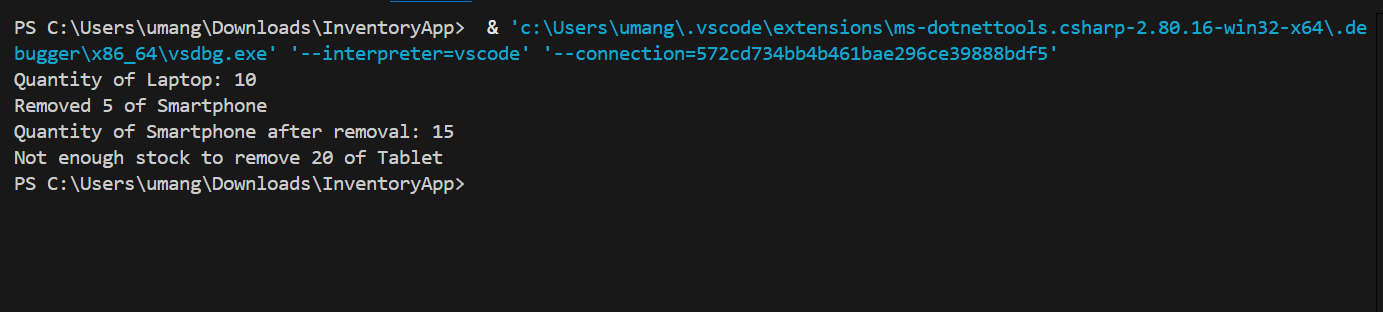 PS C:\Users\umang\Downloads\InventoryApp>  & 'c:\Users\umang\.vscode\extensions\ms-dotnettools.csharp-2.80.16-win32-x64\.de
bugger\x86_64\vsdbg.exe' '--interpreter=vscode' '--connection=572cd734bb4b461bae296ce39888bdf5'
Quantity of Laptop: 10
Removed 5 of Smartphone
Quantity of Smartphone after removal: 15
Not enough stock to remove 20 of Tablet
PS C:\Users\umang\Downloads\InventoryApp>